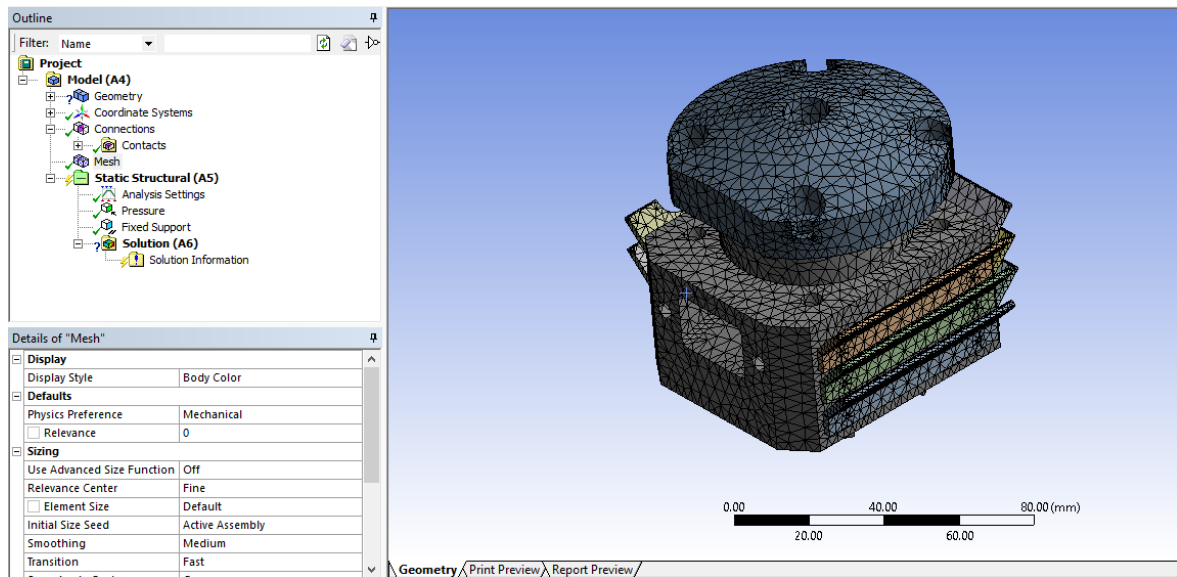 Outline
Filter: Name
Project
Model (A4)
Geometry
Coordinate Systems
Connections
Contacts
Mesh
Static Structural (A5)
Analysis Settings
Pressure
Fixed Support
Solution (A6)
Solution Information
Details of "Mesh"
Display
Display Style Body Color
Defaults
Physics Preference Mechanical
Relevance 0
Sizing
Use Advanced Size Function Off
Relevance Center Fine
Element Size Default
Initial Size Seed Active Assembly
Smoothing Medium
Transition Fast
0.00 40.00 80.00 (mm)
20.00 60.00
Geometry Print Preview Report Preview